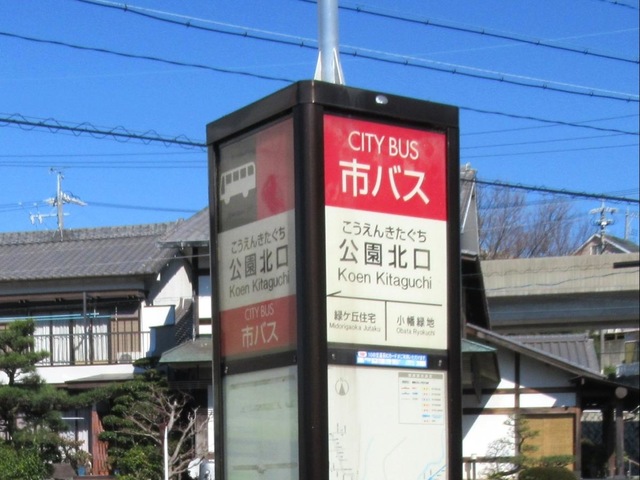 CITY BUS
市バス
こうえんきたぐち
公園北口
Koen Kitaguchi
緑ケ丘住宅
Midorigaoka Jutaku
小幡緑地
Obata Ryokuchi
こうえんきたぐち
公園北口
Koen Kitaguchi
CITY BUS
市バス